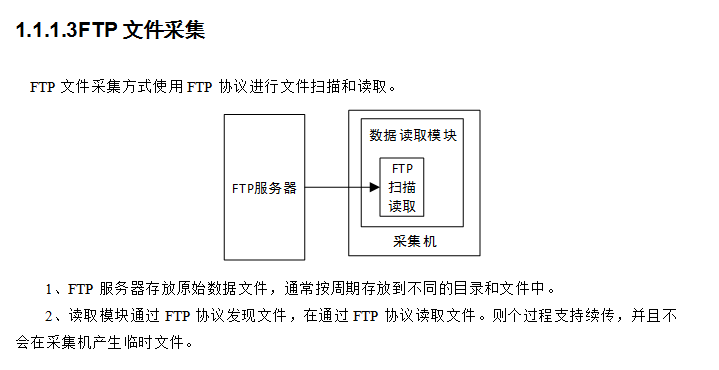 1.1.1.3FTP 文件采集
FTP 文件采集方式使用 FTP 协议进行文件扫描和读取。
数据读取模块
FTP
扫描
读取
FTP服务器
采集机
1、FTP 服务器存放原始数据文件，通常按周期存放到不同的目录和文件中。
2、读取模块通过 FTP 协议发现文件，在通过 FTP 协议读取文件。则个过程支持续传，并且不
会在采集机产生临时文件。